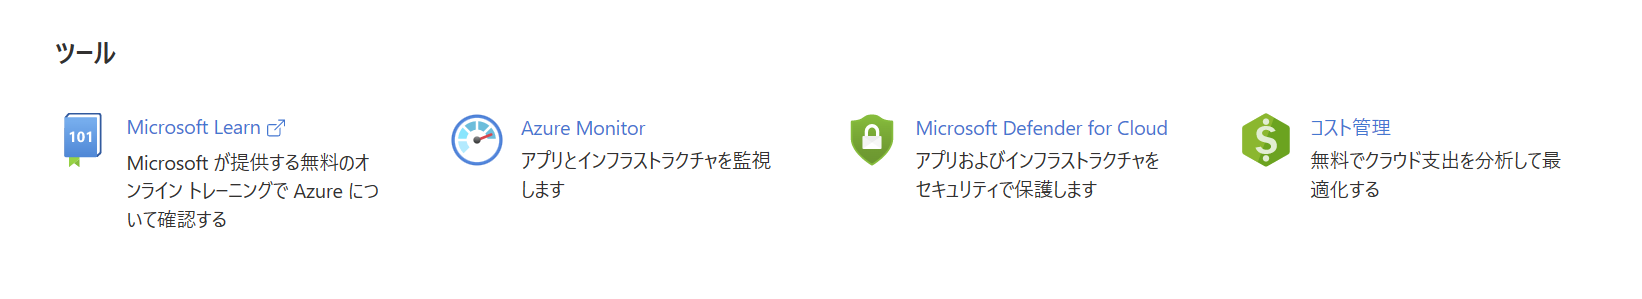 ツール
101
Microsoft Learn
Microsoft が提供する無料のオ
ンライン トレーニングで Azure につ
いて確認する
Azure Monitor
アプリとインフラストラクチャを監視
します
Microsoft Defender for Cloud
アプリおよびインフラストラクチャを
セキュリティで保護します
コスト管理
無料でクラウド支出を分析して最
適化する